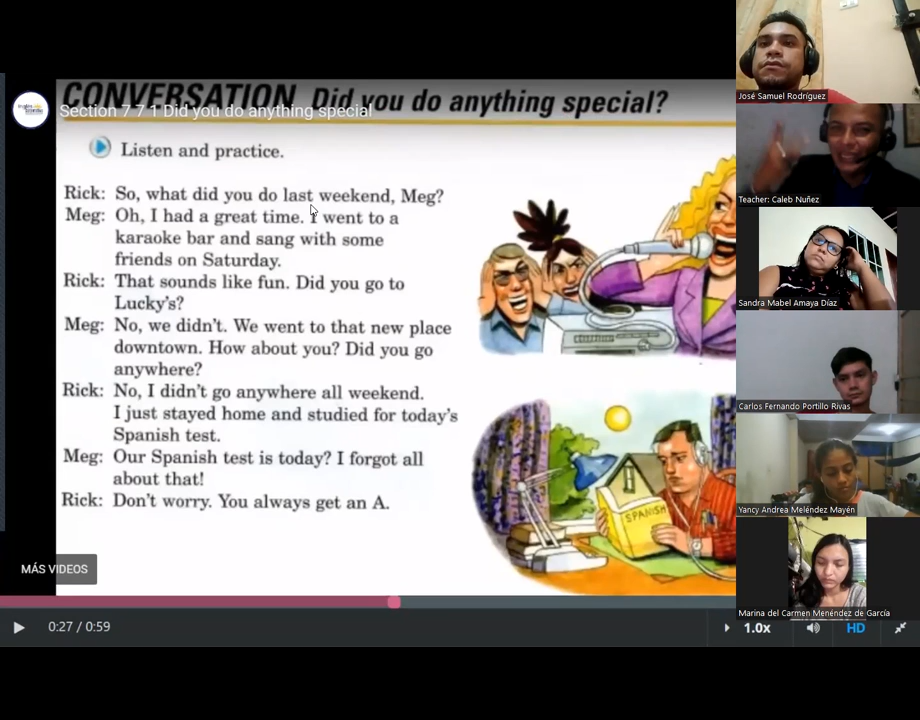 CONVERSATION Did you do anything special?
Section 7 7 1 Did you do anything special
Listen and practice.
Rick: So, what did you do last weekend, Meg?
Meg: Oh, I had a great time. I went to a
karaoke bar and sang with some
friends on Saturday.
Rick: That sounds like fun. Did you go to
Lucky's?
Meg: No, we didn't. We went to that new place
downtown. How about you? Did you go
anywhere?
Rick: No, I didn't go anywhere all weekend.
I just stayed home and studied for today's
Spanish test.
Meg: Our Spanish test is today? I forgot all
about that!
Rick: Don't worry. You always get an A.
SPANISH
MÁS VIDEOS
0:27 / 0:59
1.0x
HD
José Samuel Rodríguez
Teacher: Caleb Nuñez
Sandra Mabel Amaya Díaz
Carlos Fernando Portillo Rivas
Yancy Andrea Meléndez Mayén
Marina del Carmen Menéndez de García